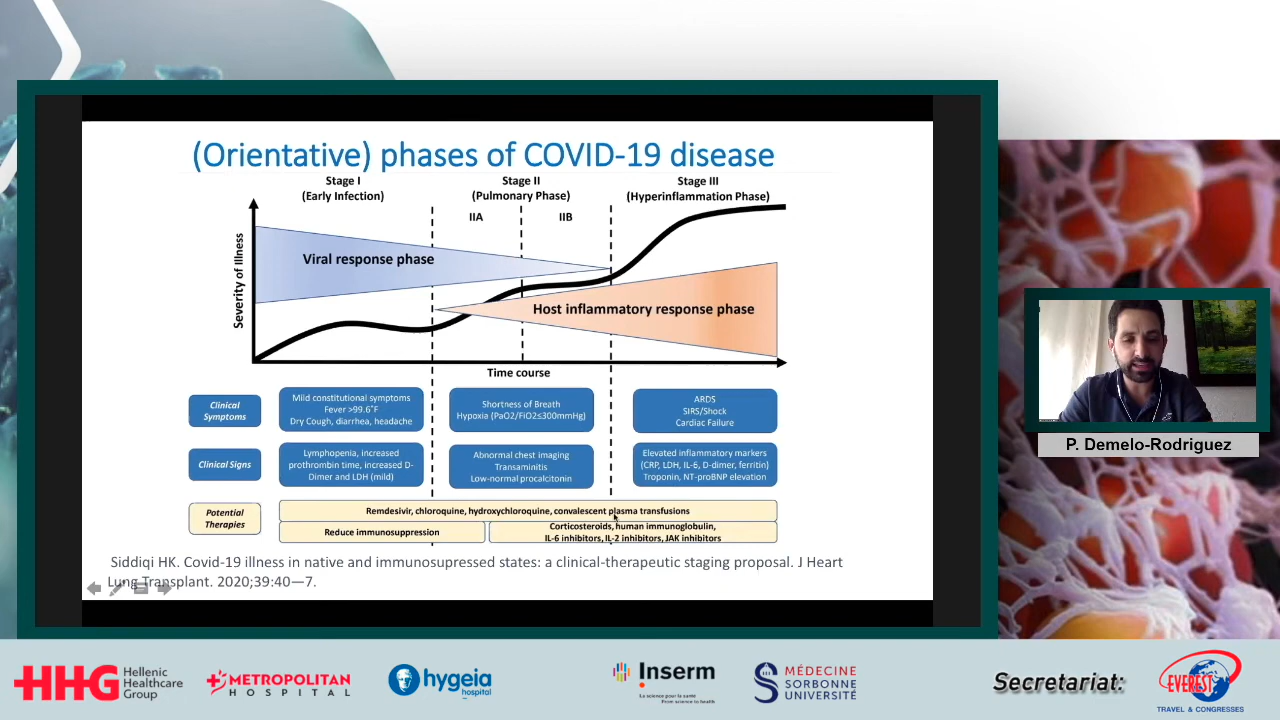 (Orientative) phases of COVID-19 disease
Stage I
(Early Infection)
Stage II
(Pulmonary Phase)
Stage III
(Hyperinflammation Phase)
IIA
IIB
Severity of Illness
Viral response phase
Host inflammatory response phase
Time course
Clinical
Symptoms
Mild constitutional symptoms
Fever >99.6°F
Dry Cough, diarrhea, headache
Shortness of Breath
Hypoxia (PaO2/FiO2≤300mmHg)
ARDS
SIRS/Shock
Cardiac Failure
Clinical Signs
Lymphopenia, increased
prothrombin time, increased D-
Dimer and LDH (mild)
Abnormal chest imaging
Transaminitis
Low-normal procalcitonin
Elevated inflammatory markers
(CRP, LDH, IL-6, D-dimer, ferritin)
Troponin, NT-proBNP elevation
Potential
Therapies
Remdesivir, chloroquine, hydroxychloroquine, convalescent plasma transfusions
Reduce immunosuppression
Corticosteroids, human immunoglobulin,
IL-6 inhibitors, IL-2 inhibitors, JAK inhibitors
Siddiqi HK. Covid-19 illness in native and immunosupressed states: a clinical-therapeutic staging proposal. J Heart
Lung Transplant. 2020;39:40—7.
P. Demelo-Rodriguez
HHG
Hellenic
Healthcare
Group
METROPOLITAN
HOSPITAL
hygeia
hospital
Inserm
La science pour la santé
From science to health
MÉDECINE
SORBONNE
UNIVERSITÉ
Secretariat:
EVEREST
TRAVEL & CONGRESSES